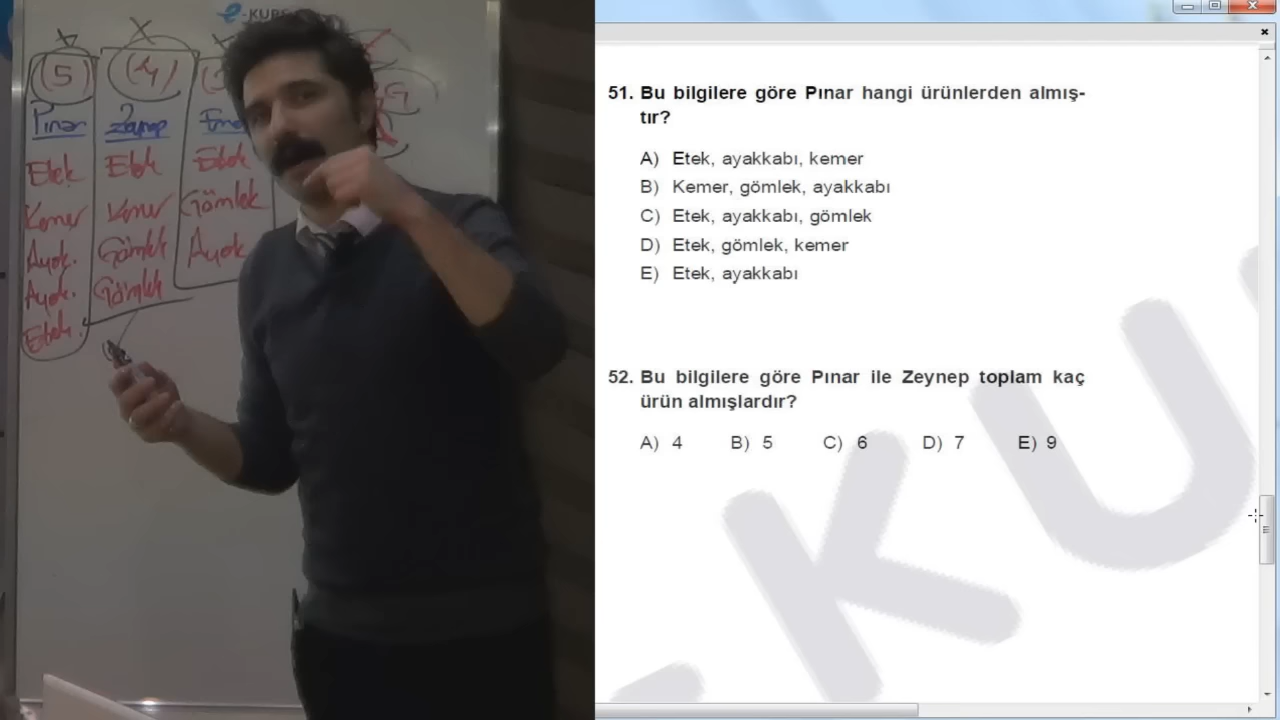 e-KURS
(5)
(4)
Pınar
Zeynep
Etek
Etek
Etek
Kemer
Kemer
Gömlek
Ayak.
Gömlek
Ayak
Ayak.
Gömlek
Etek
51. Bu bilgilere göre Pınar hangi ürünlerden almış-
tır?
A) Etek, ayakkabı, kemer
B) Kemer, gömlek, ayakkabı
C) Etek, ayakkabı, gömlek
D) Etek, gömlek, kemer
E) Etek, ayakkabı
52. Bu bilgilere göre Pınar ile Zeynep toplam kaç
ürün almışlardır?
A) 4 B) 5 C) 6 D) 7 E) 9
KU